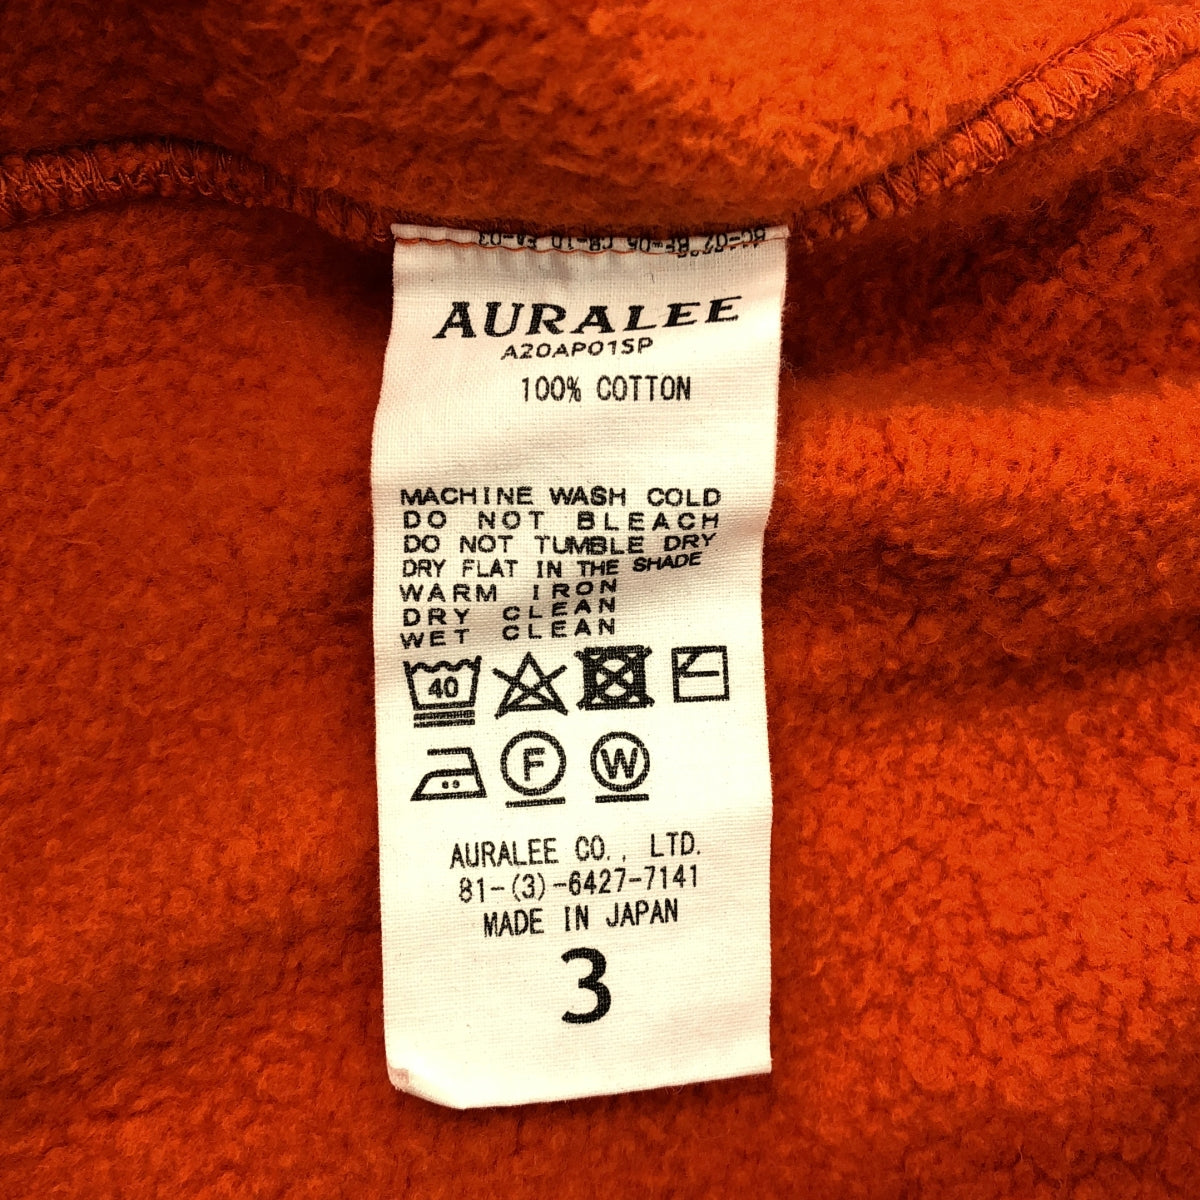 AURALEE
A20AP01SP
100% COTTON
MACHINE WASH COLD
DO NOT BLEACH
DO NOT TUMBLE DRY
DRY FLAT IN THE SHADE
WARM IRON
DRY CLEAN
WET CLEAN
40
F W
AURALEE CO., LTD.
81-(3)-6427-7141
MADE IN JAPAN
3